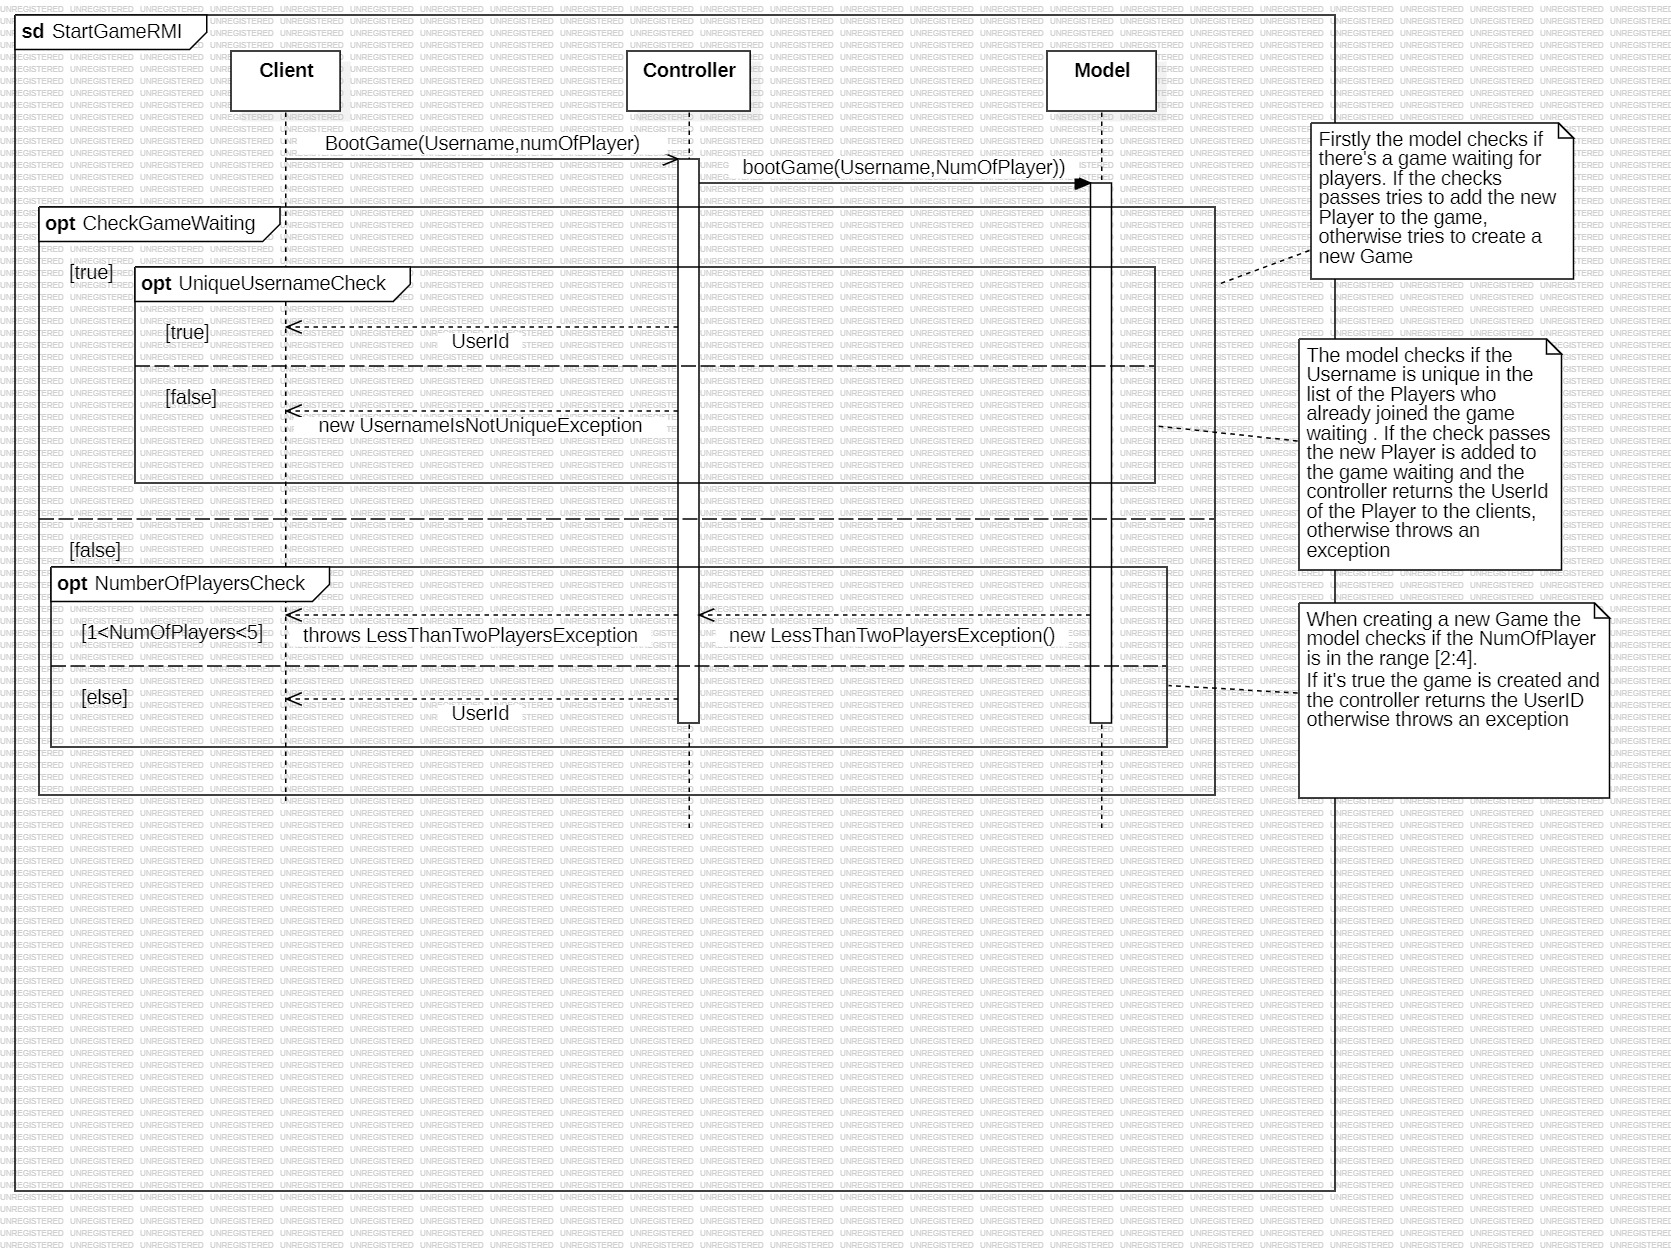 sd StartGameRMI
Client
Controller
Model
BootGame(Username,numOfPlayer)
bootGame(Username,NumOfPlayer))
opt CheckGameWaiting
[true]
opt UniqueUsernameCheck
[true]
UserId
[false]
new UsernameIsNotUniqueException
[false]
opt NumberOfPlayersCheck
[1<NumOfPlayers<5]
throws LessThanTwoPlayersException
new LessThanTwoPlayersException()
[else]
UserId
Firstly the model checks if
there's a game waiting for
players. If the checks
passes tries to add the new
Player to the game,
otherwise tries to create a
new Game
The model checks if the
Username is unique in the
list of the Players who
already joined the game
waiting . If the check passes
the new Player is added to
the game waiting and the
controller returns the UserId
of the Player to the clients,
otherwise throws an
exception
When creating a new Game the
model checks if the NumOfPlayer
is in the range [2:4].
If it's true the game is created and
the controller returns the UserID
otherwise throws an exception
UNREGISTERED